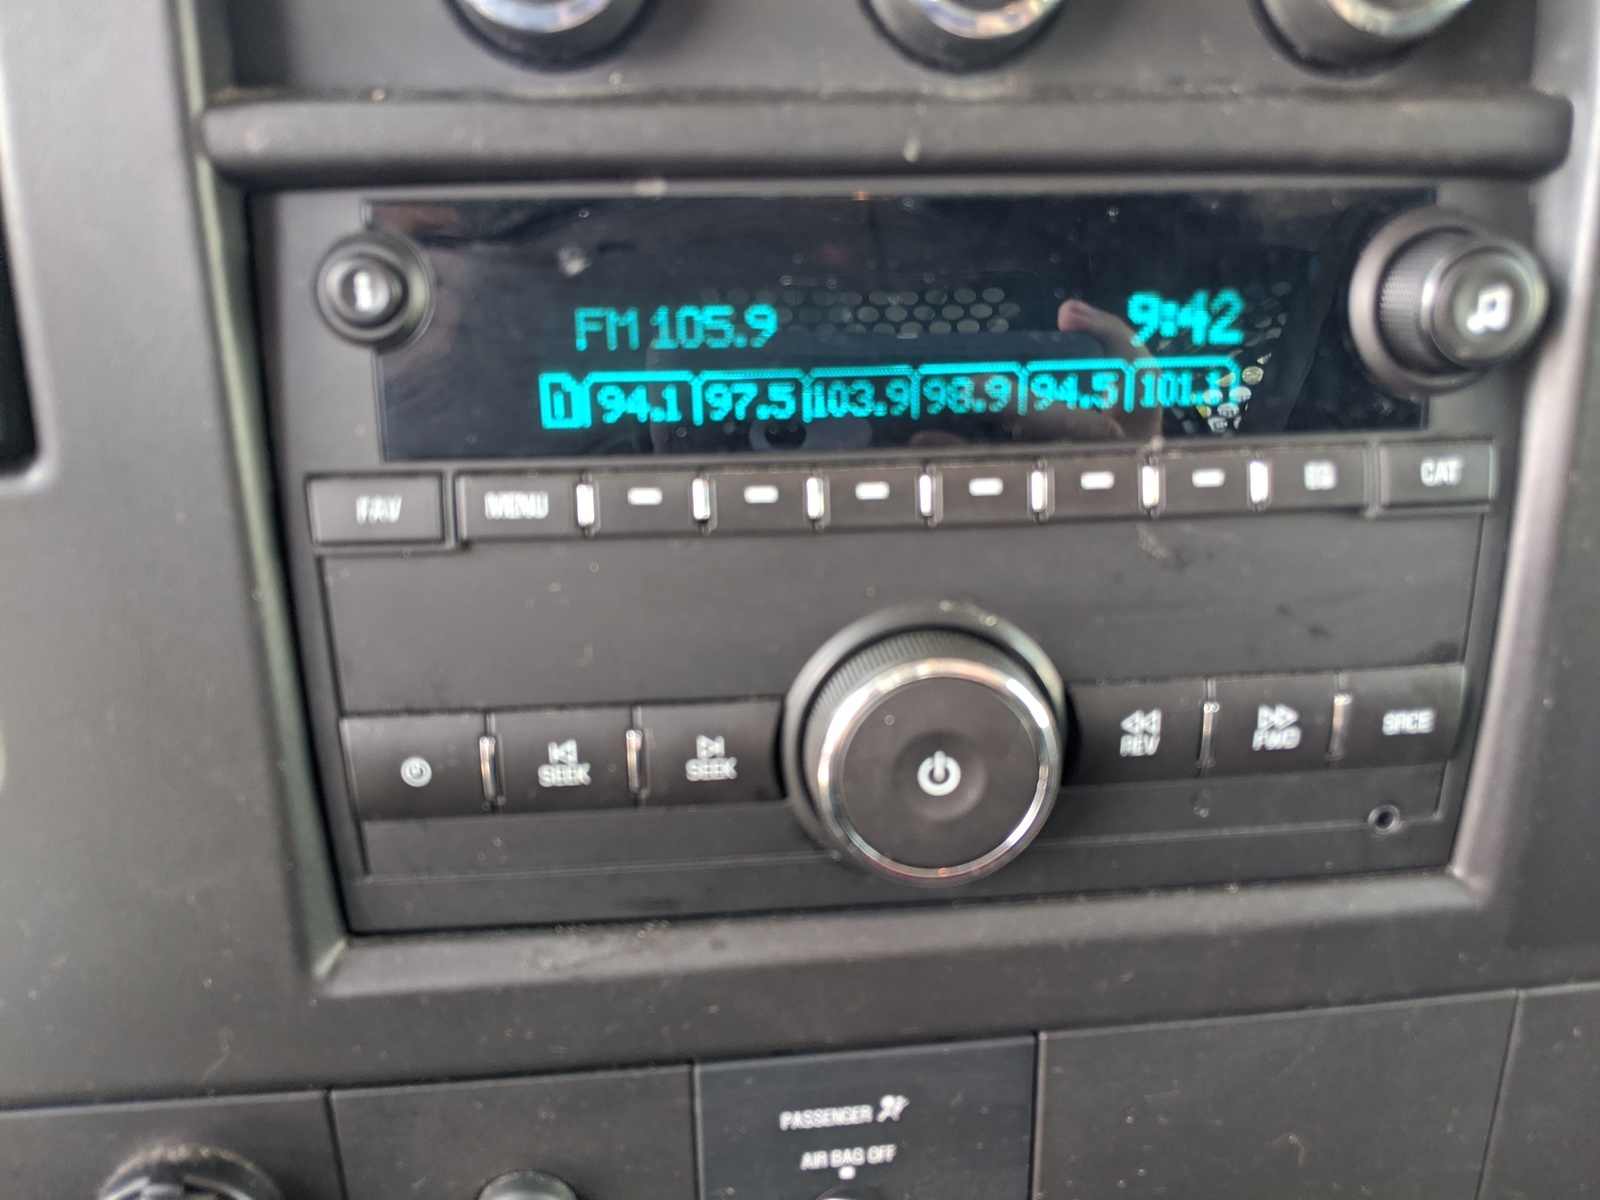 FM 105.9 9:42
1 94.1 97.5 103.9 98.9 94.5
FAV MENU EQ CAT
SEEK SEEK REV FWD SRCE
PASSENGER
AIR BAG OFF